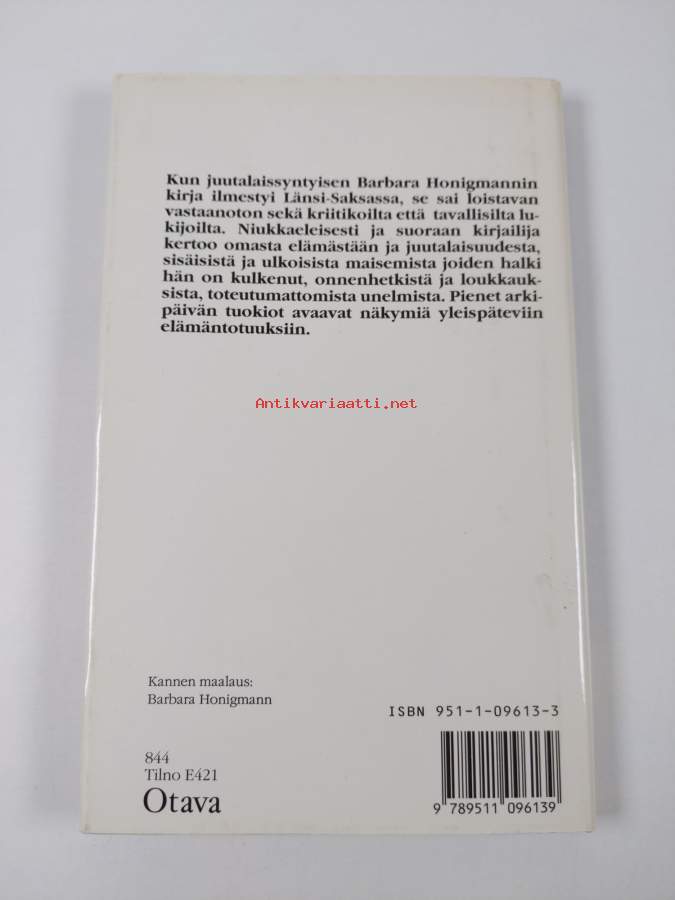 Kun juutalaissyntyisen Barbara Honigmannin
kirja ilmestyi Länsi-Saksassa, se sai loistavan
vastaanoton sekä kriitikoilta että tavallisilta lu-
kijoilta. Niukkaeleisesti ja suoraan kirjailija
kertoo omasta elämästään ja juutalaisuudesta,
sisäisistä ja ulkoisista maisemista joiden halki
hän on kulkenut, onnenhetkistä ja loukkauk-
sista, toteutumattomista unelmista. Pienet arki-
päivän tuokiot avaavat näkymiä yleispäteviin
elämäntotuuksiin.
Antikvariaatti.net
Kannen maalaus:
Barbara Honigmann
ISBN 951-1-09613-3
844
Tilno E421
Otava
9 789511 096139